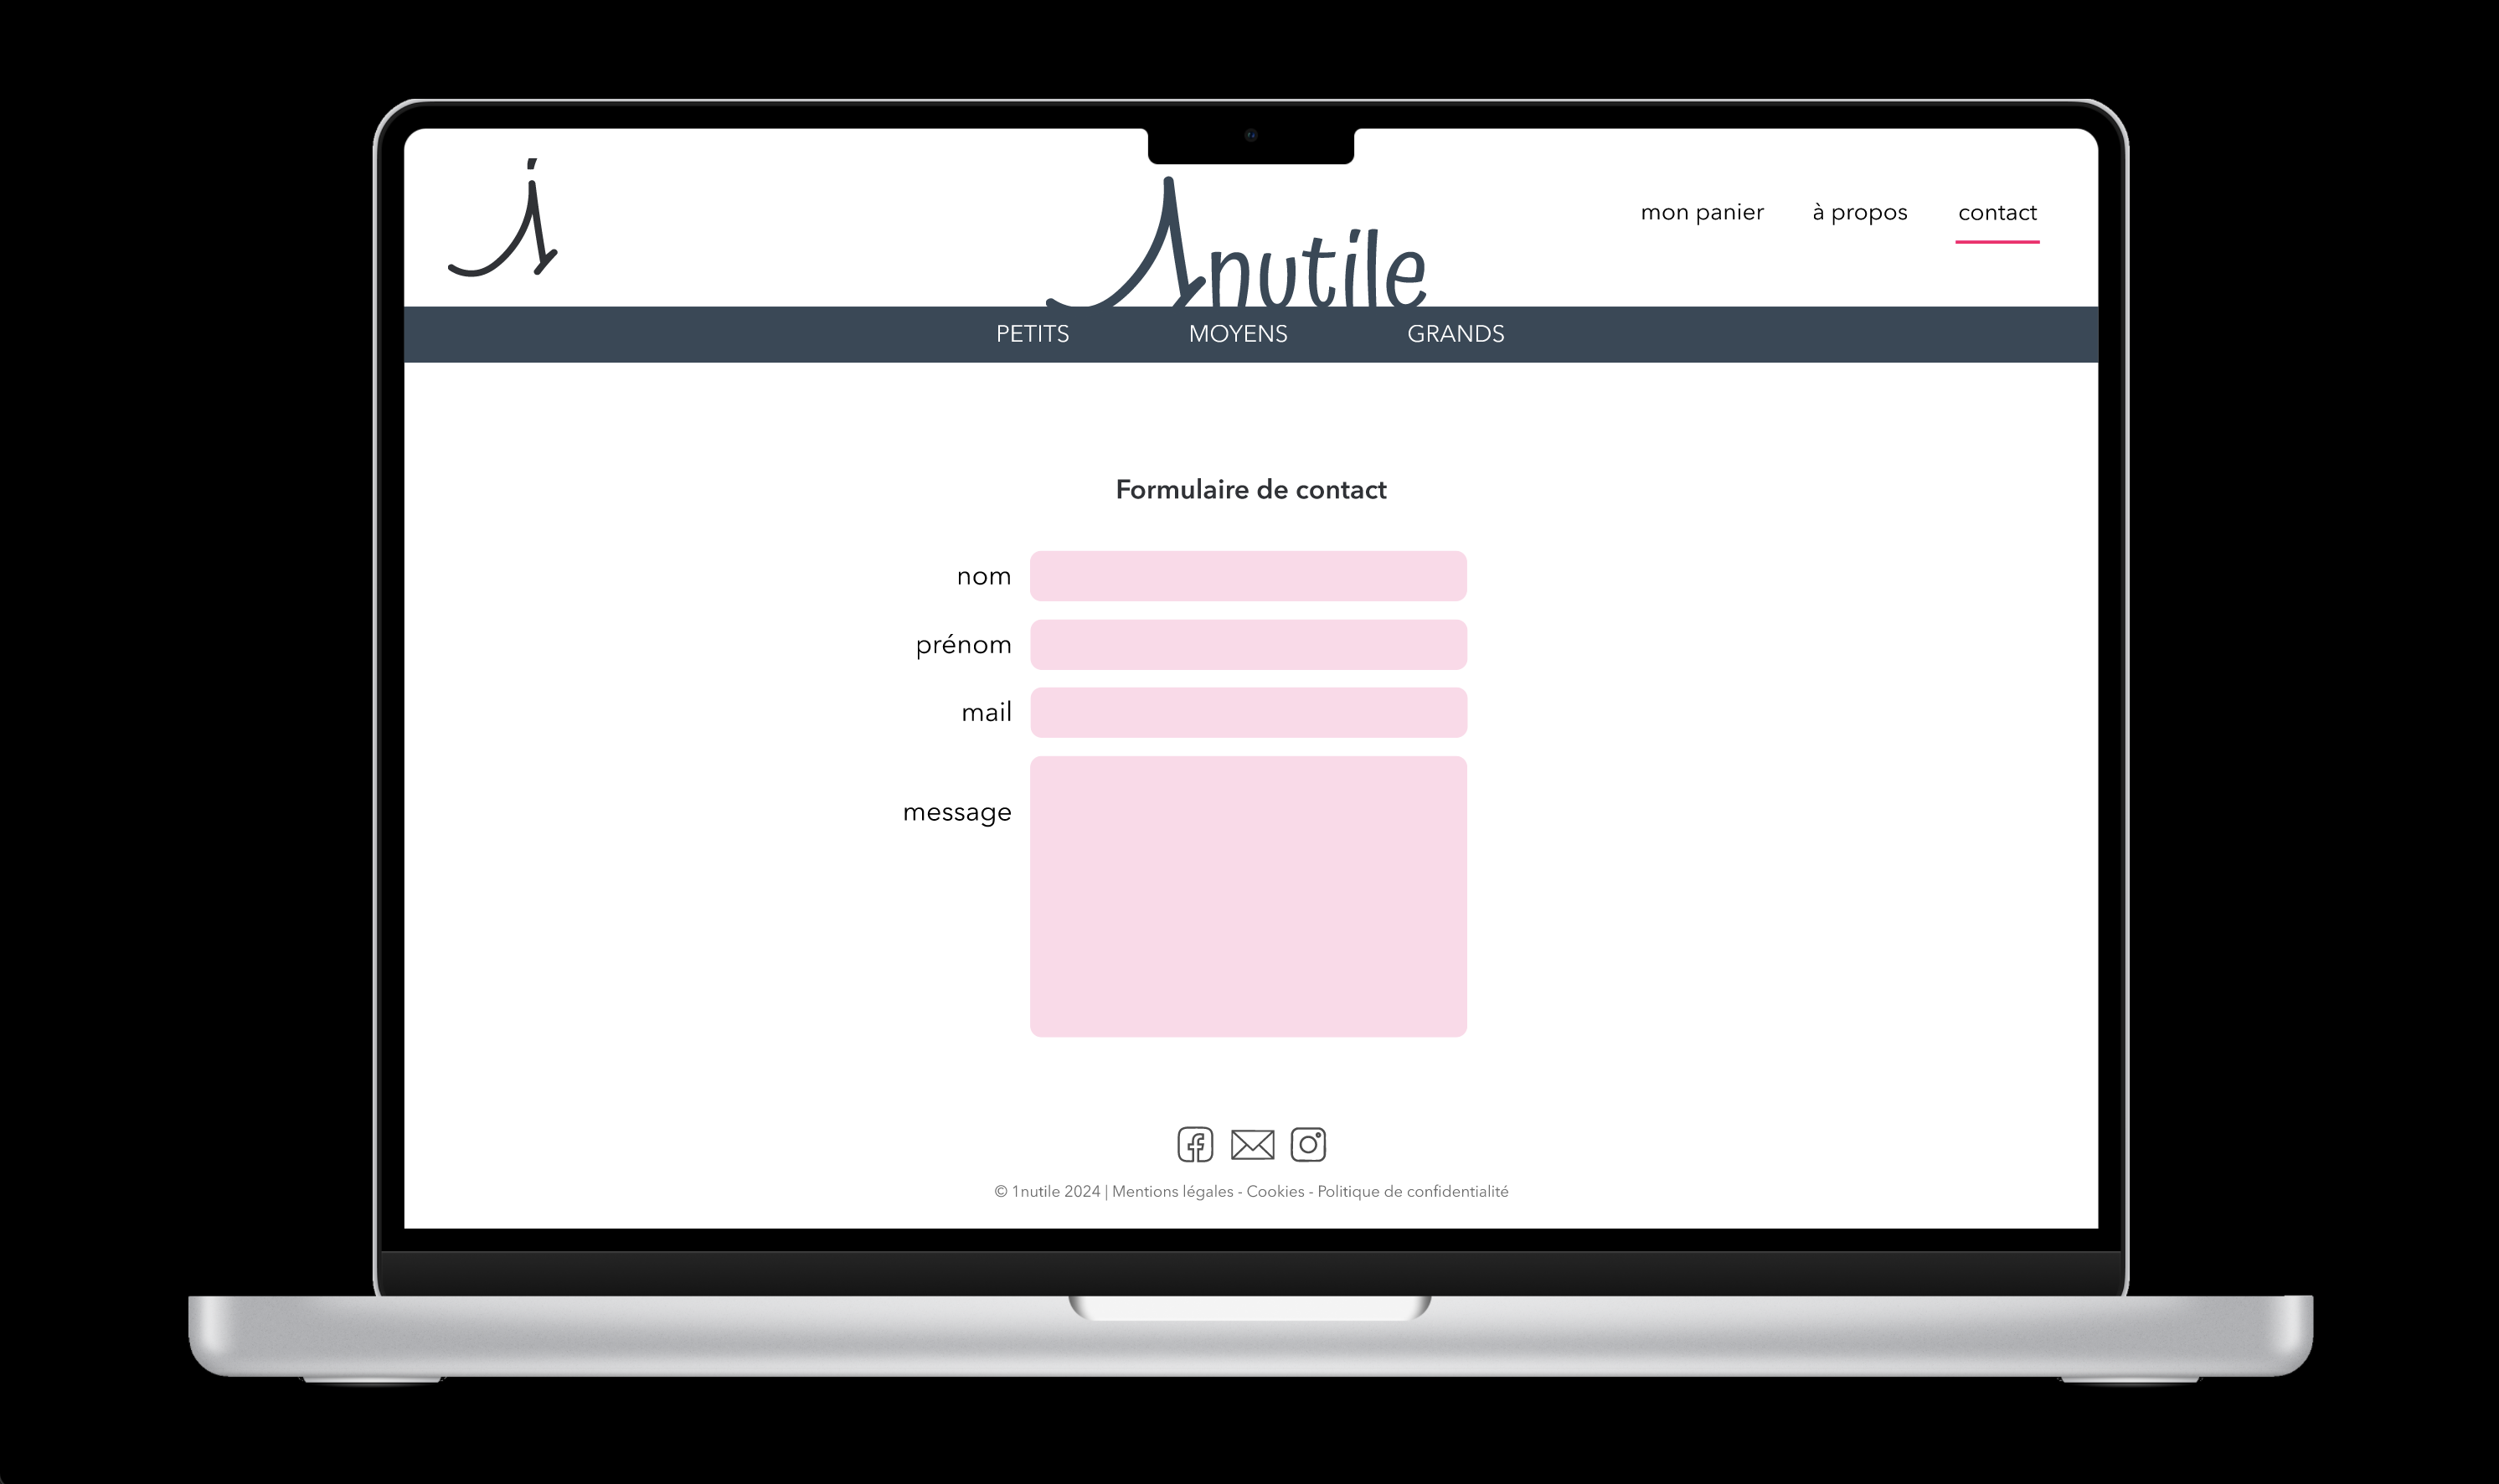 1nutile
mon panier à propos contact
PETITS MOYENS GRANDS
Formulaire de contact
nom
prénom
mail
message
© 1nutile 2024 | Mentions légales - Cookies - Politique de confidentialité